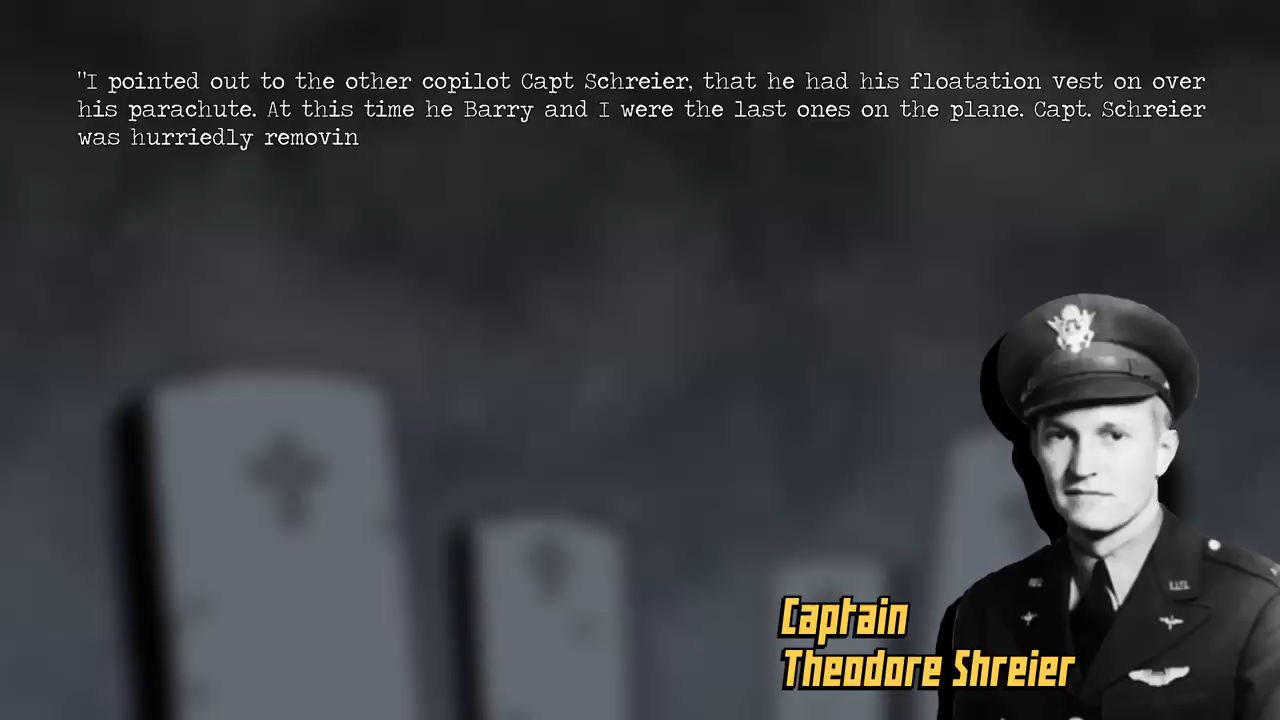 "I pointed out to the other copilot Capt Schreier, that he had his floatation vest on over
his parachute. At this time he Barry and I were the last ones on the plane. Capt. Schreier
was hurriedly removin
Captain
Theodore Shreier